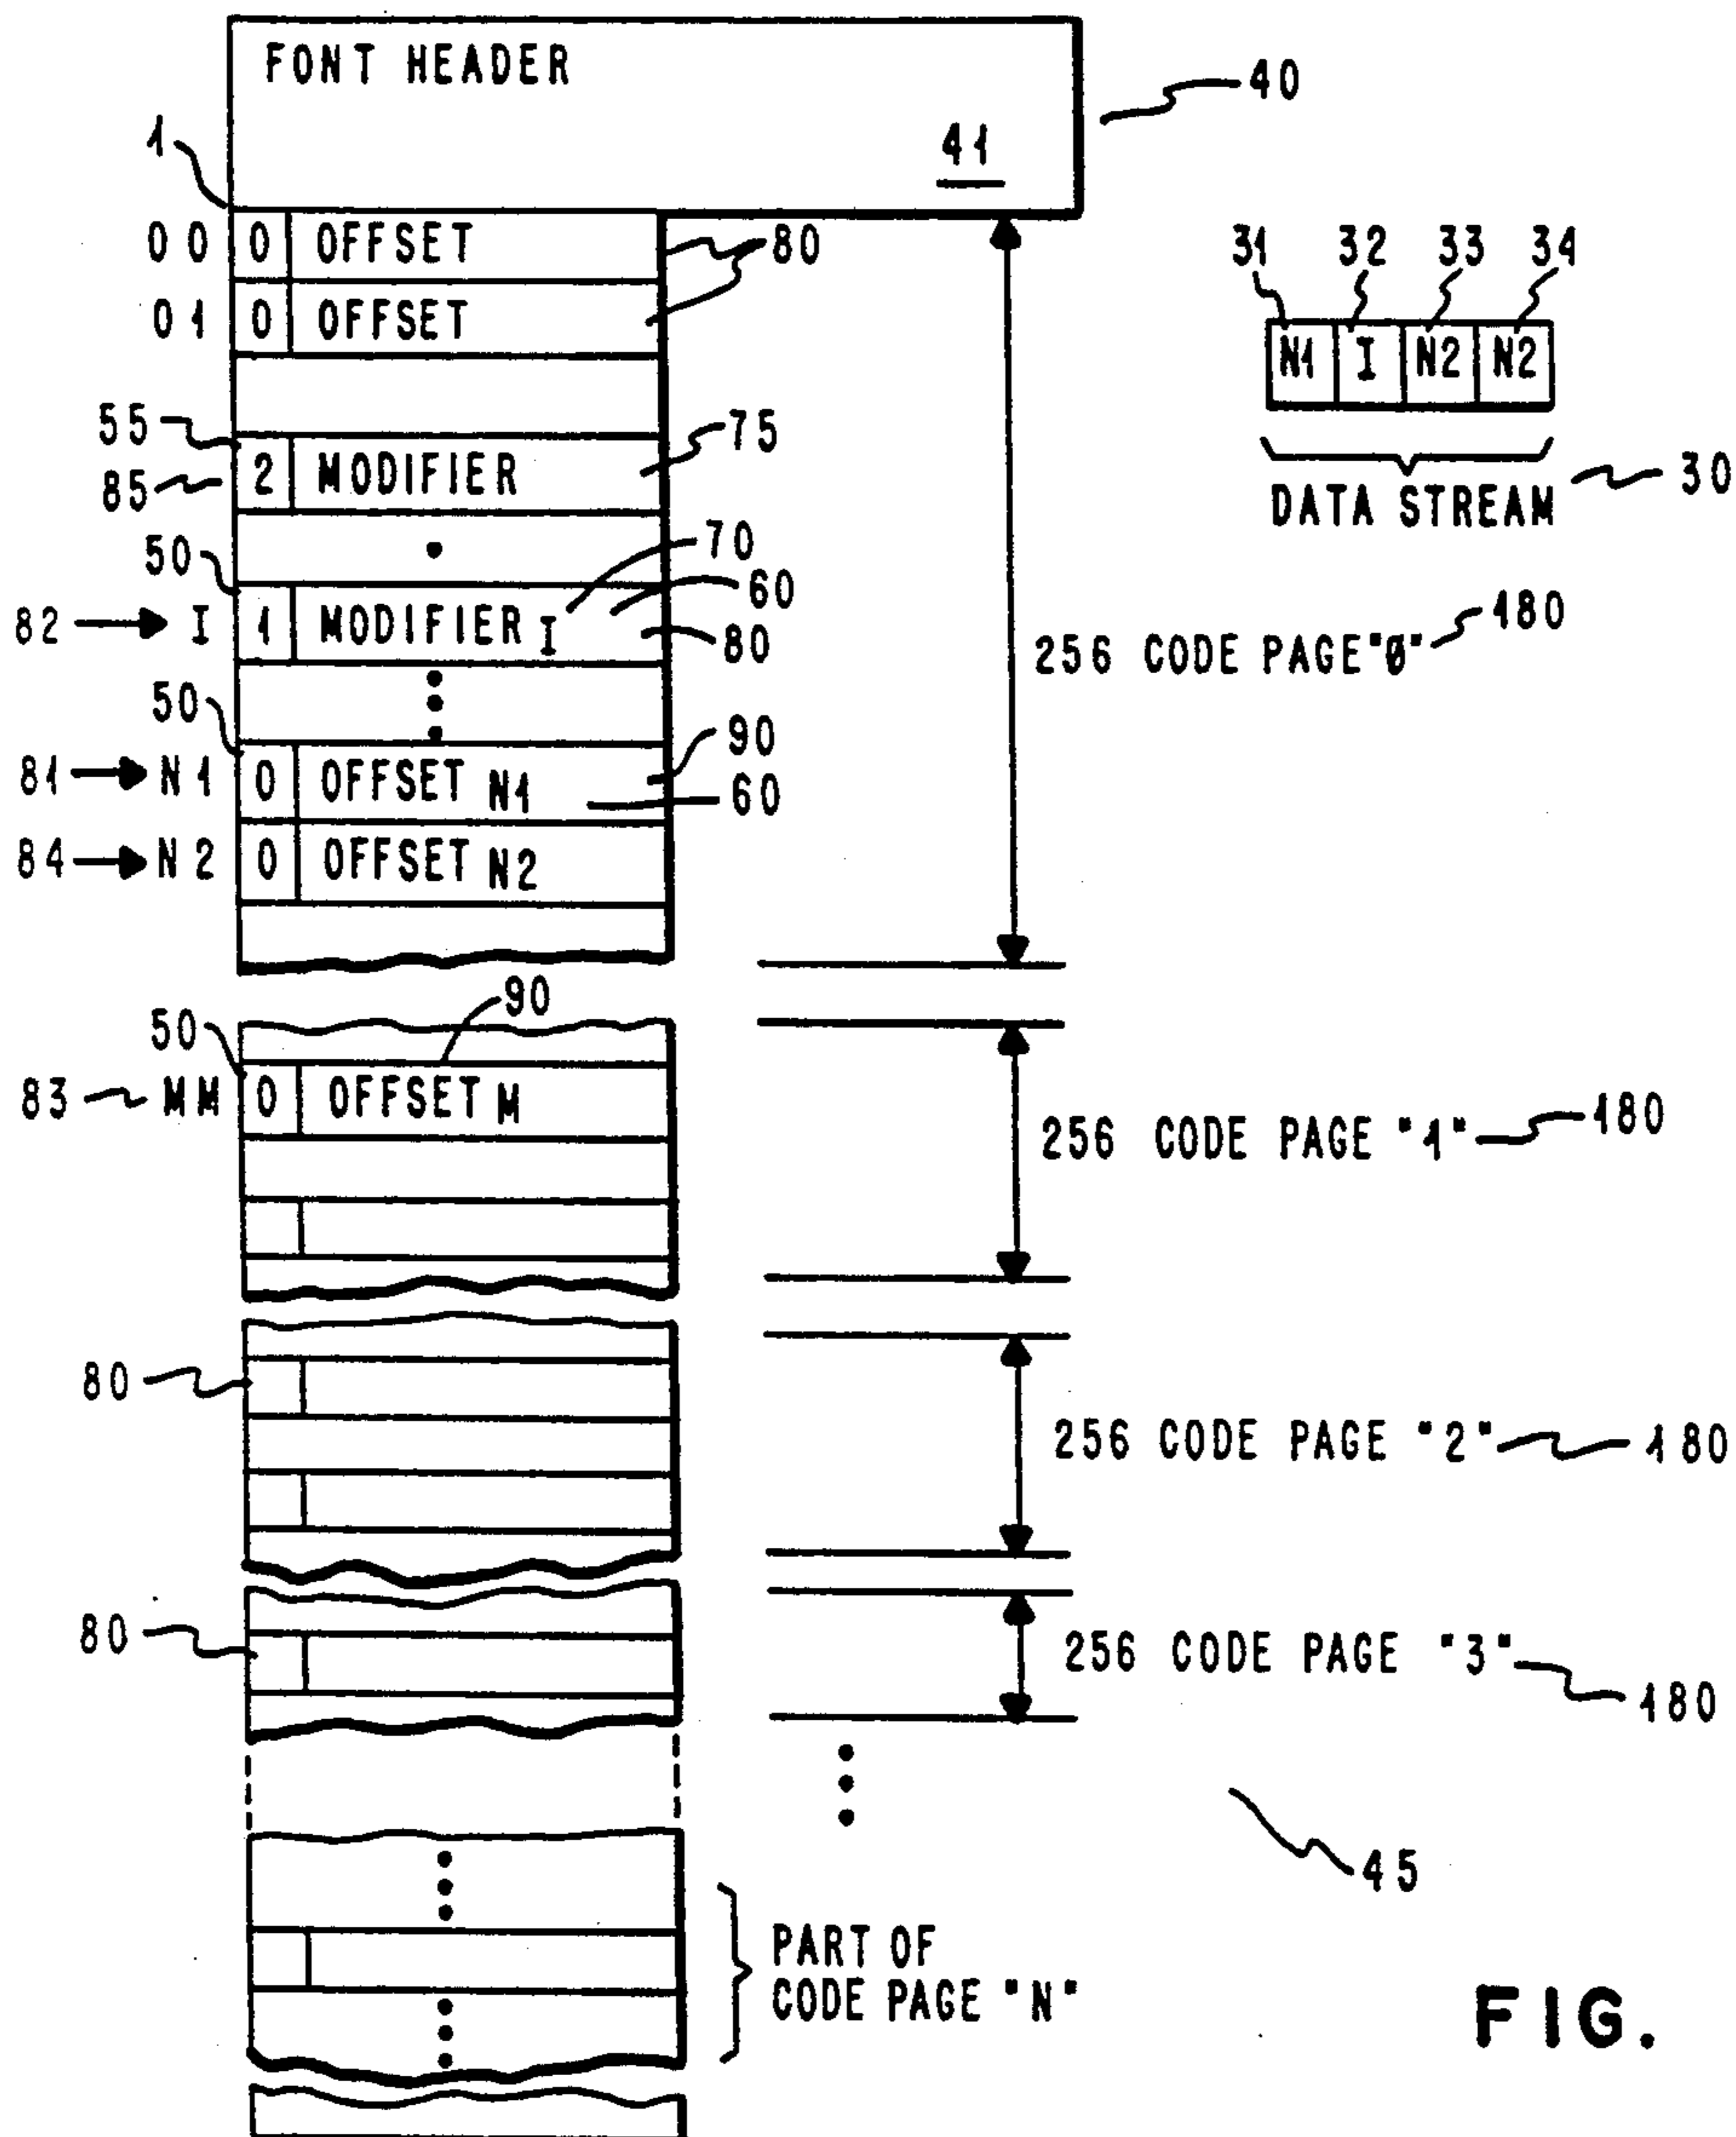 FONT HEADER
40
41
1
00 0 OFFSET 80
01 0 OFFSET
31 32 33 34
N1 I N2 N2
DATA STREAM 30
55
85 2 MODIFIER 75
50 70
82 I 1 MODIFIER I 60
80
256 CODE PAGE "0" 180
50 90
81 N1 0 OFFSET N1 60
84 N2 0 OFFSET N2
50 90
83 MM 0 OFFSET M
256 CODE PAGE "1" 180
80
256 CODE PAGE "2" 180
80
256 CODE PAGE "3" 180
45
PART OF
CODE PAGE "N"
FIG.